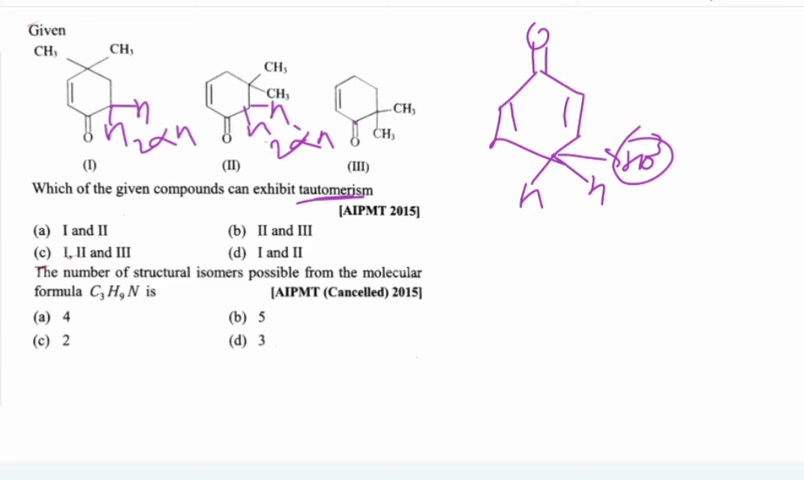 Given
CH₃ CH₃
CH₃
CH₃
CH₃
CH₃
O O O
(I) (II) (III)
Which of the given compounds can exhibit tautomerism
[AIPMT 2015]
(a) I and II (b) II and III
(c) I, II and III (d) I and II
The number of structural isomers possible from the molecular
formula C₃H₉N is
[AIPMT (Cancelled) 2015]
(a) 4 (b) 5
(c) 2 (d) 3